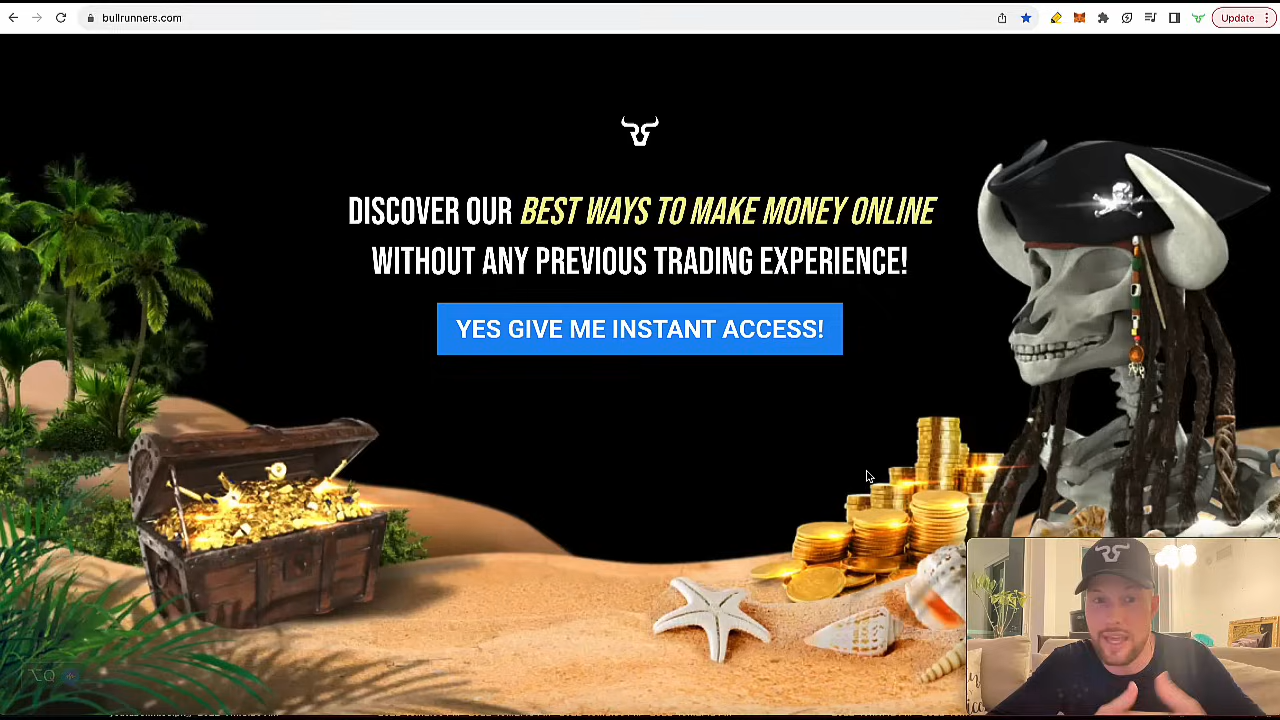 bullrunners.com
Update
DISCOVER OUR BEST WAYS TO MAKE MONEY ONLINE
WITHOUT ANY PREVIOUS TRADING EXPERIENCE!
YES GIVE ME INSTANT ACCESS!